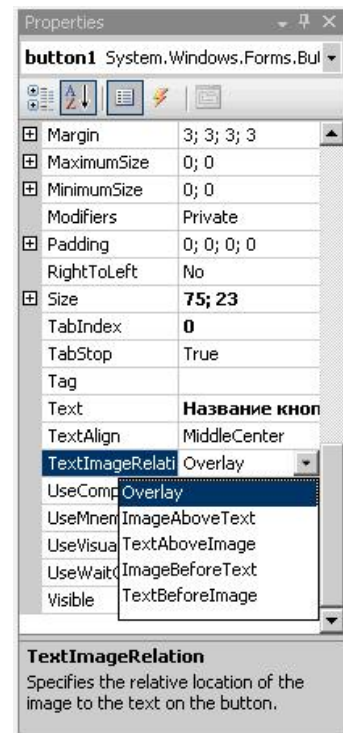 Properties
button1 System.Windows.Forms.But
Margin 3; 3; 3; 3
MaximumSize 0; 0
MinimumSize 0; 0
Modifiers Private
Padding 0; 0; 0; 0
RightToLeft No
Size 75; 23
TabIndex 0
TabStop True
Tag
Text Название кноп
TextAlign MiddleCenter
TextImageRelati Overlay
UseComp Overlay
UseMnem ImageAboveText
UseVisua TextAboveImage
UseWait ImageBeforeText
Visible TextBeforeImage
TextImageRelation
Specifies the relative location of the
image to the text on the button.